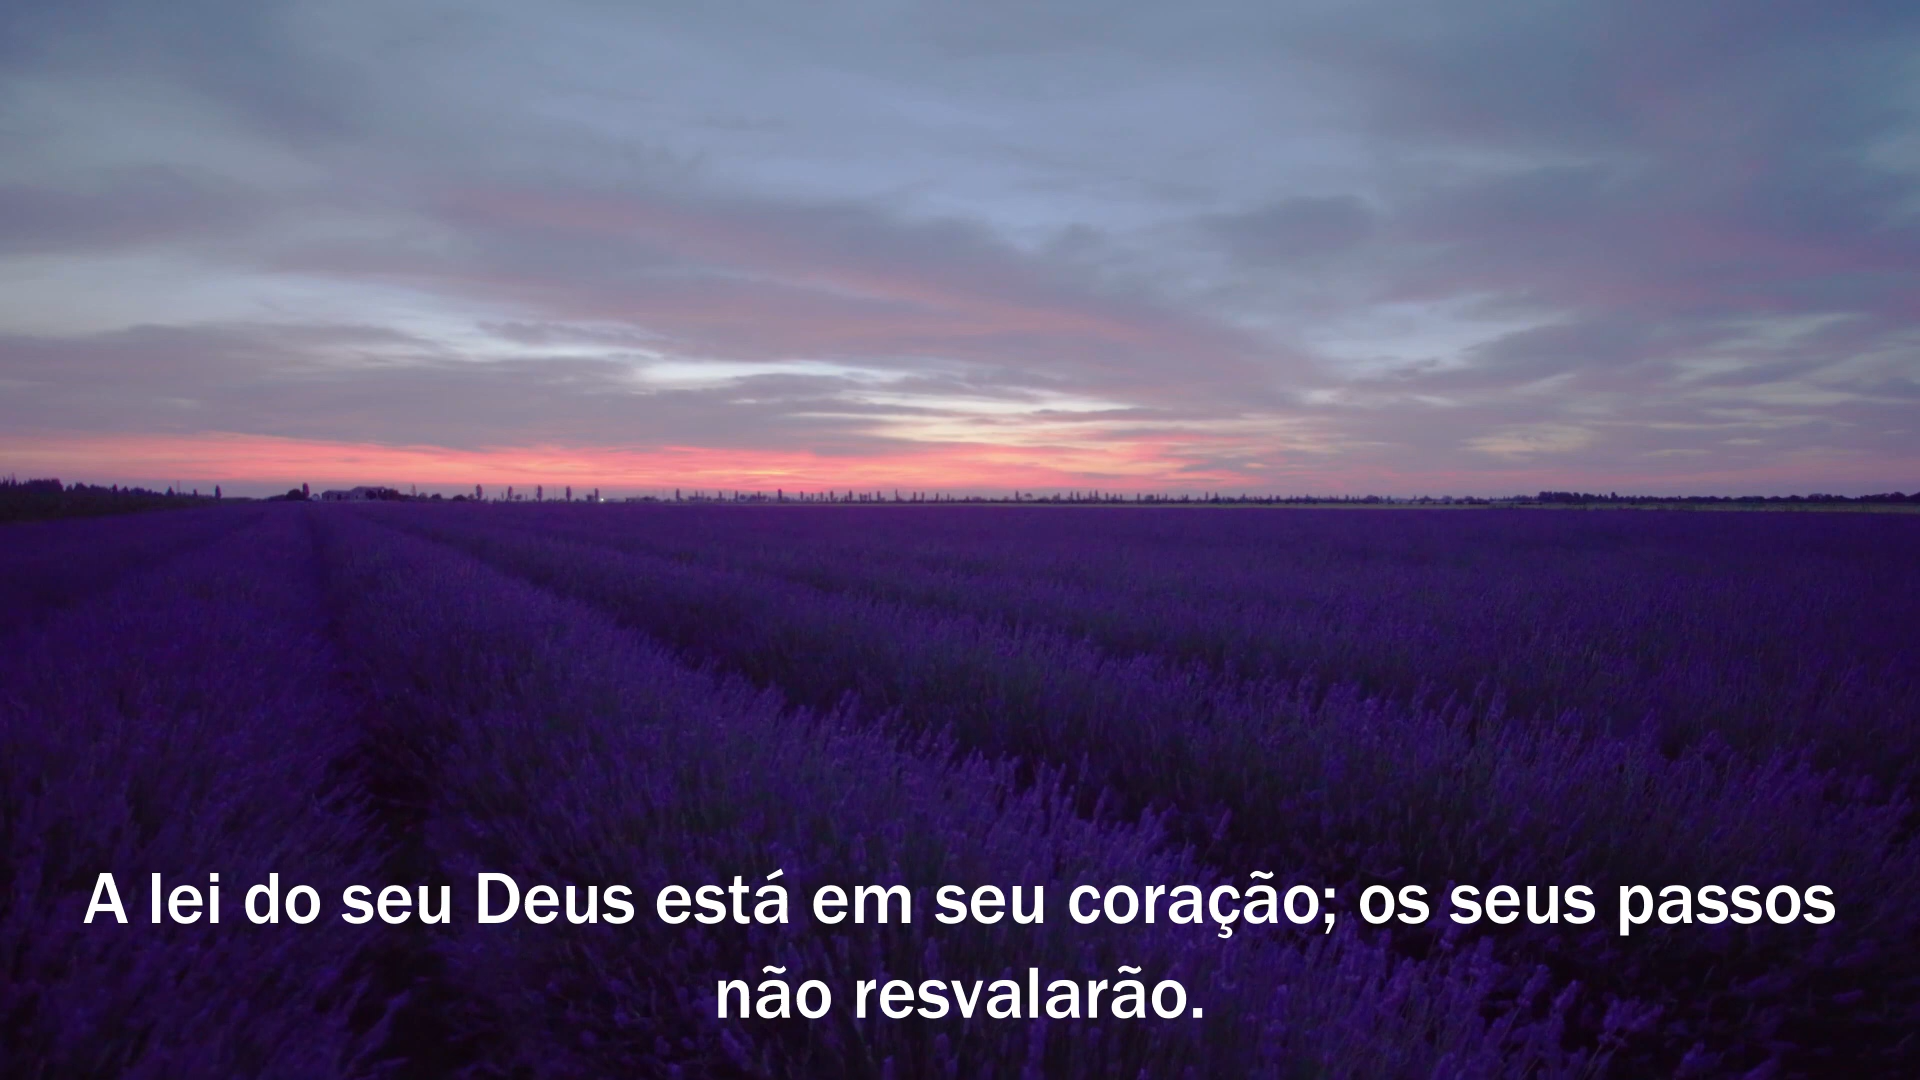 A lei do seu Deus está em seu coração; os seus passos
não resvalarão.